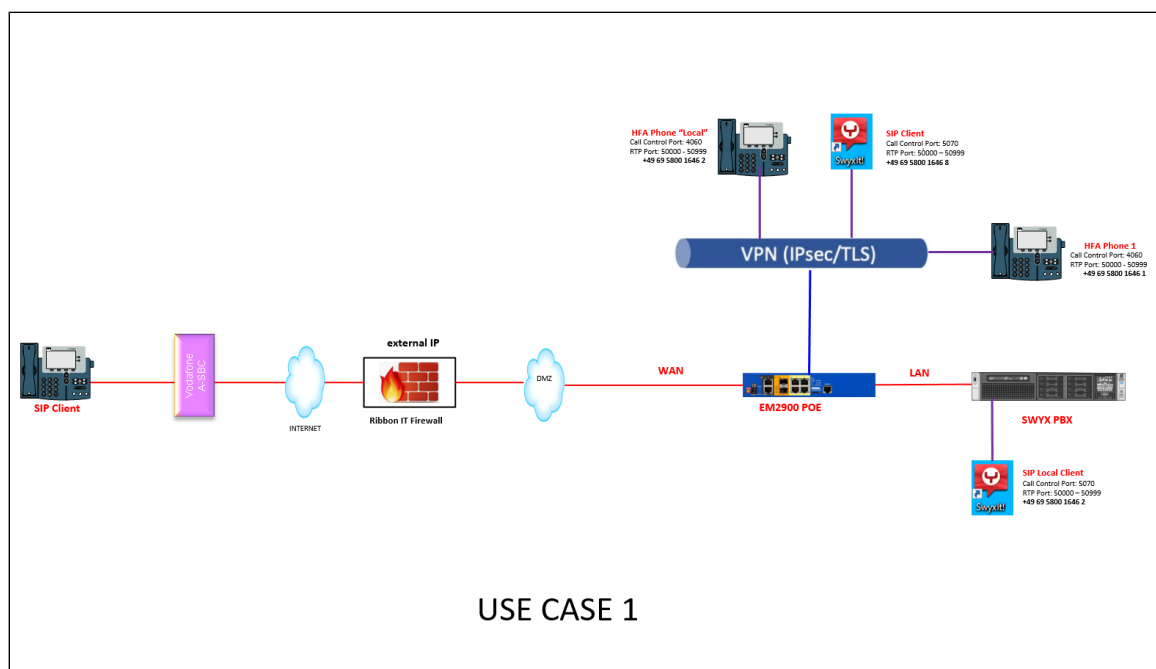 HFA Phone "Local"
Call Control Port: 4060
RTP Port: 50000 - 50999
+49 69 5800 1646 2
SwyxIt!
SIP Client
Call Control Port: 5070
RTP Port: 50000 – 50999
+49 69 5800 1646 8
VPN (IPsec/TLS)
HFA Phone 1
Call Control Port: 4060
RTP Port: 50000 - 50999
+49 69 5800 1646 1
SIP Client
Vodafone
A-SBC
INTERNET
external IP
Ribbon IT Firewall
DMZ
WAN
EM2900 POE
LAN
SWYX PBX
SwyxIt!
SIP Local Client
Call Control Port: 5070
RTP Port: 50000 – 50999
+49 69 5800 1646 2
USE CASE 1